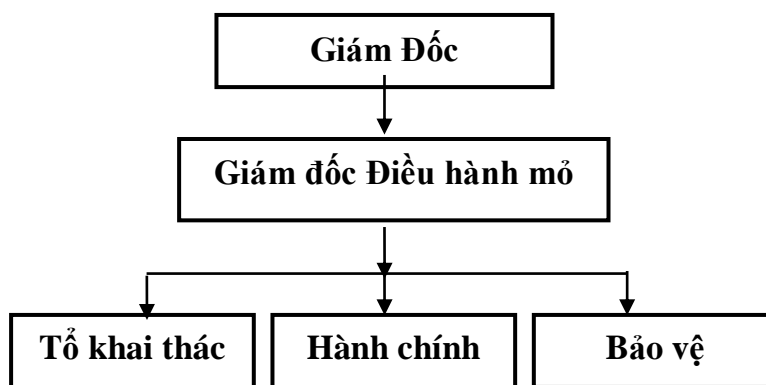 Giám Đốc
Giám đốc Điều hành mỏ
Tổ khai thác
Hành chính
Bảo vệ